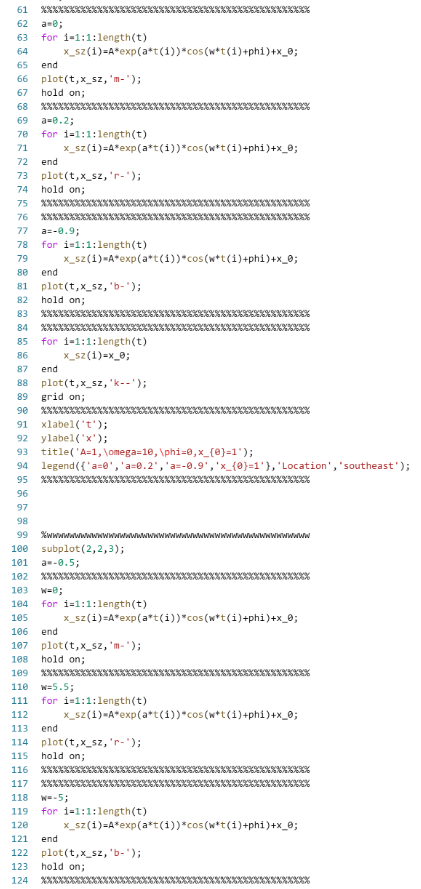 61 %%%%%%%%%%%%%%%%%%%%%%%%%%%%%%%%%%%%%%%%%%%%%%%%
62 a=0;
63 for i=1:1:length(t)
64     x_sz(i)=A*exp(a*t(i))*cos(w*t(i)+phi)+x_0;
65 end
66 plot(t,x_sz,'m-');
67 hold on;
68 %%%%%%%%%%%%%%%%%%%%%%%%%%%%%%%%%%%%%%%%%%%%%%%%
69 a=0.2;
70 for i=1:1:length(t)
71     x_sz(i)=A*exp(a*t(i))*cos(w*t(i)+phi)+x_0;
72 end
73 plot(t,x_sz,'r-');
74 hold on;
75 %%%%%%%%%%%%%%%%%%%%%%%%%%%%%%%%%%%%%%%%%%%%%%%%
76 %%%%%%%%%%%%%%%%%%%%%%%%%%%%%%%%%%%%%%%%%%%%%%%%
77 a=-0.9;
78 for i=1:1:length(t)
79     x_sz(i)=A*exp(a*t(i))*cos(w*t(i)+phi)+x_0;
80 end
81 plot(t,x_sz,'b-');
82 hold on;
83 %%%%%%%%%%%%%%%%%%%%%%%%%%%%%%%%%%%%%%%%%%%%%%%%
84 %%%%%%%%%%%%%%%%%%%%%%%%%%%%%%%%%%%%%%%%%%%%%%%%
85 for i=1:1:length(t)
86     x_sz(i)=x_0;
87 end
88 plot(t,x_sz,'k--');
89 grid on;
90 %%%%%%%%%%%%%%%%%%%%%%%%%%%%%%%%%%%%%%%%%%%%%%%%
91 xlabel('t');
92 ylabel('x');
93 title('A=1,\omega=10,\phi=0,x_{0}=1');
94 legend({'a=0','a=0.2','a=-0.9','x_{0}=1'},'Location','southeast');
95 %%%%%%%%%%%%%%%%%%%%%%%%%%%%%%%%%%%%%%%%%%%%%%%%
96
97
98
99 %wwwwwwwwwwwwwwwwwwwwwwwwwwwwwwwwwwwwwwwwwwwwwww
100 subplot(2,2,3);
101 a=-0.5;
102 %%%%%%%%%%%%%%%%%%%%%%%%%%%%%%%%%%%%%%%%%%%%%%%%
103 w=0;
104 for i=1:1:length(t)
105     x_sz(i)=A*exp(a*t(i))*cos(w*t(i)+phi)+x_0;
106 end
107 plot(t,x_sz,'m-');
108 hold on;
109 %%%%%%%%%%%%%%%%%%%%%%%%%%%%%%%%%%%%%%%%%%%%%%%%
110 w=5.5;
111 for i=1:1:length(t)
112     x_sz(i)=A*exp(a*t(i))*cos(w*t(i)+phi)+x_0;
113 end
114 plot(t,x_sz,'r-');
115 hold on;
116 %%%%%%%%%%%%%%%%%%%%%%%%%%%%%%%%%%%%%%%%%%%%%%%%
117 %%%%%%%%%%%%%%%%%%%%%%%%%%%%%%%%%%%%%%%%%%%%%%%%
118 w=-5;
119 for i=1:1:length(t)
120     x_sz(i)=A*exp(a*t(i))*cos(w*t(i)+phi)+x_0;
121 end
122 plot(t,x_sz,'b-');
123 hold on;
124 %%%%%%%%%%%%%%%%%%%%%%%%%%%%%%%%%%%%%%%%%%%%%%%%